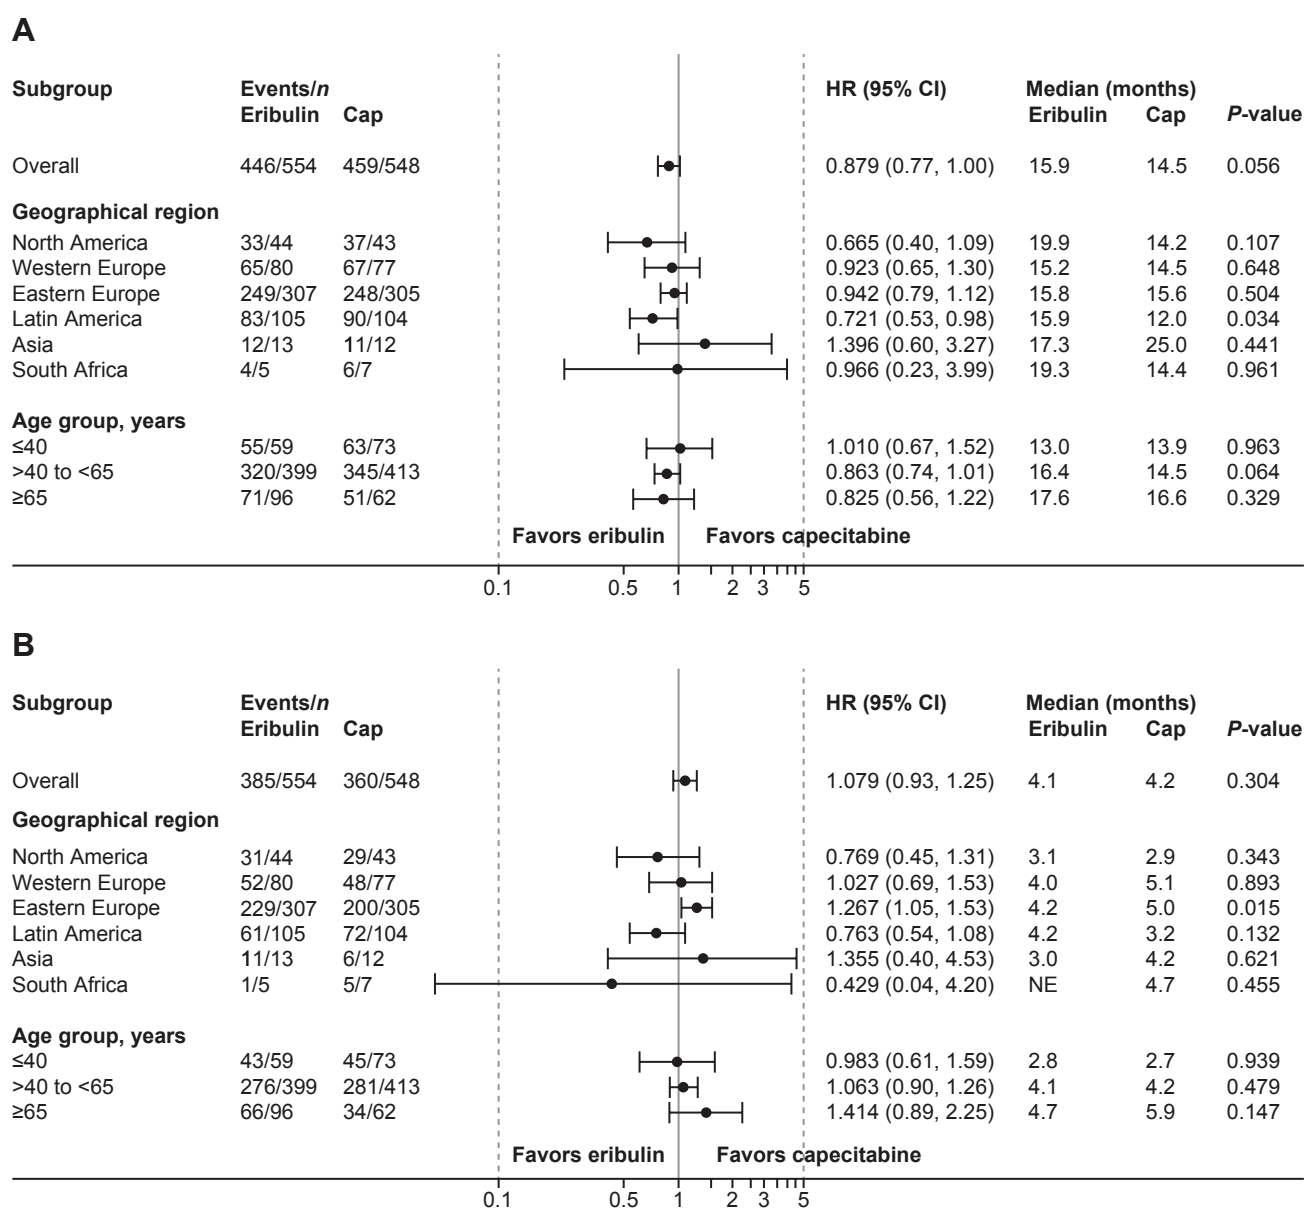 A
Subgroup Events/n HR (95% CI) Median (months)
Eribulin Cap Eribulin Cap P-value
Overall 446/554 459/548 0.879 (0.77, 1.00) 15.9 14.5 0.056
Geographical region
North America 33/44 37/43 0.665 (0.40, 1.09) 19.9 14.2 0.107
Western Europe 65/80 67/77 0.923 (0.65, 1.30) 15.2 14.5 0.648
Eastern Europe 249/307 248/305 0.942 (0.79, 1.12) 15.8 15.6 0.504
Latin America 83/105 90/104 0.721 (0.53, 0.98) 15.9 12.0 0.034
Asia 12/13 11/12 1.396 (0.60, 3.27) 17.3 25.0 0.441
South Africa 4/5 6/7 0.966 (0.23, 3.99) 19.3 14.4 0.961
Age group, years
≤40 55/59 63/73 1.010 (0.67, 1.52) 13.0 13.9 0.963
>40 to <65 320/399 345/413 0.863 (0.74, 1.01) 16.4 14.5 0.064
≥65 71/96 51/62 0.825 (0.56, 1.22) 17.6 16.6 0.329
Favors eribulin Favors capecitabine
0.1 0.5 1 2 3 5
B
Subgroup Events/n HR (95% CI) Median (months)
Eribulin Cap Eribulin Cap P-value
Overall 385/554 360/548 1.079 (0.93, 1.25) 4.1 4.2 0.304
Geographical region
North America 31/44 29/43 0.769 (0.45, 1.31) 3.1 2.9 0.343
Western Europe 52/80 48/77 1.027 (0.69, 1.53) 4.0 5.1 0.893
Eastern Europe 229/307 200/305 1.267 (1.05, 1.53) 4.2 5.0 0.015
Latin America 61/105 72/104 0.763 (0.54, 1.08) 4.2 3.2 0.132
Asia 11/13 6/12 1.355 (0.40, 4.53) 3.0 4.2 0.621
South Africa 1/5 5/7 0.429 (0.04, 4.20) NE 4.7 0.455
Age group, years
≤40 43/59 45/73 0.983 (0.61, 1.59) 2.8 2.7 0.939
>40 to <65 276/399 281/413 1.063 (0.90, 1.26) 4.1 4.2 0.479
≥65 66/96 34/62 1.414 (0.89, 2.25) 4.7 5.9 0.147
Favors eribulin Favors capecitabine
0.1 0.5 1 2 3 5